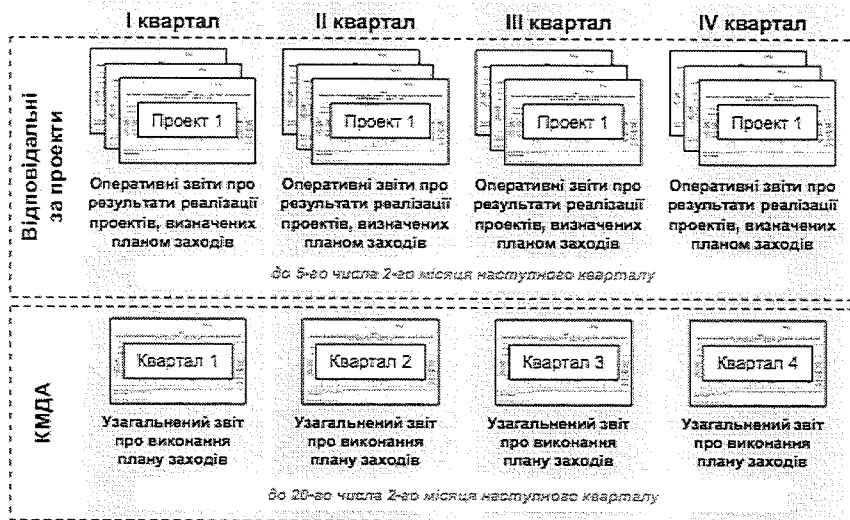 I квартал II квартал III квартал IV квартал
Відповідальні
за проекти
Проект 1 Проект 1 Проект 1 Проект 1
Оперативні звіти про Оперативні звіти про Оперативні звіти про Оперативні звіти про
результати реалізації результати реалізації результати реалізації результати реалізації
проектів, визначених проектів, визначених проектів, визначених проектів, визначених
планом заходів планом заходів планом заходів планом заходів
до 5-го числа 2-го місяця наступного кварталу
КМДА
Квартал 1 Квартал 2 Квартал 3 Квартал 4
Узагальнений звіт Узагальнений звіт Узагальнений звіт Узагальнений звіт
про виконання про виконання про виконання про виконання
плану заходів плану заходів плану заходів плану заходів
до 20-го числа 2-го місяця наступного кварталу